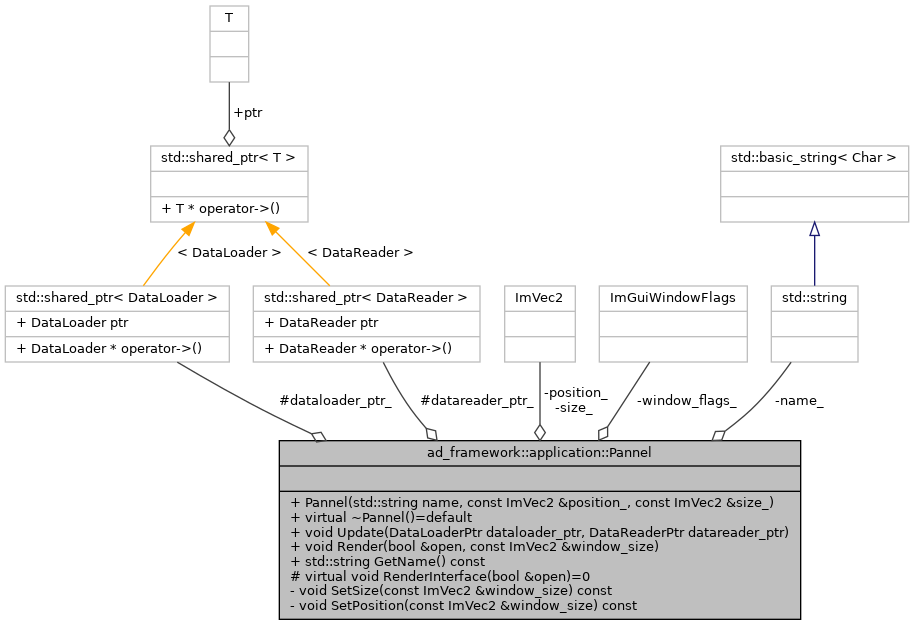 T
+ptr
std::shared_ptr< T >
+ T * operator->()
std::basic_string< Char >
< DataLoader >
< DataReader >
std::shared_ptr< DataLoader >
+ DataLoader ptr
+ DataLoader * operator->()
std::shared_ptr< DataReader >
+ DataReader ptr
+ DataReader * operator->()
ImVec2
ImGuiWindowFlags
std::string
#dataloader_ptr_
#datareader_ptr_
-position_
-size_
-window_flags_
-name_
ad_framework::application::Pannel
+ Pannel(std::string name, const ImVec2 &position_, const ImVec2 &size_)
+ virtual ~Pannel()=default
+ void Update(DataLoaderPtr dataloader_ptr, DataReaderPtr datareader_ptr)
+ void Render(bool &open, const ImVec2 &window_size)
+ std::string GetName() const
# virtual void RenderInterface(bool &open)=0
- void SetSize(const ImVec2 &window_size) const
- void SetPosition(const ImVec2 &window_size) const